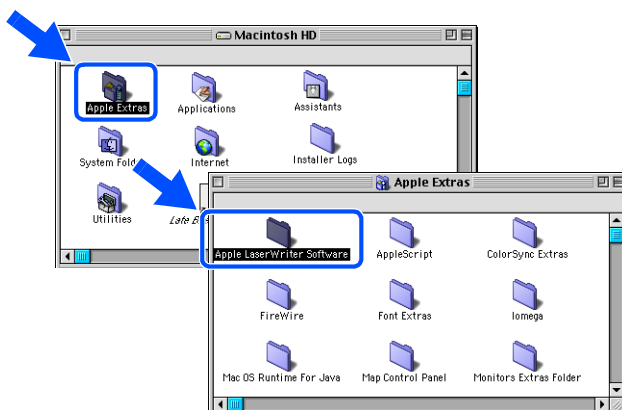 Macintosh HD
Apple Extras
Applications
Assistants
System Fold
Internet
Installer Logs
Utilities
Apple Extras
Apple LaserWriter Software
AppleScript
ColorSync Extras
FireWire
Font Extras
Iomega
Mac OS Runtime For Java
Map Control Panel
Monitors Extras Folder